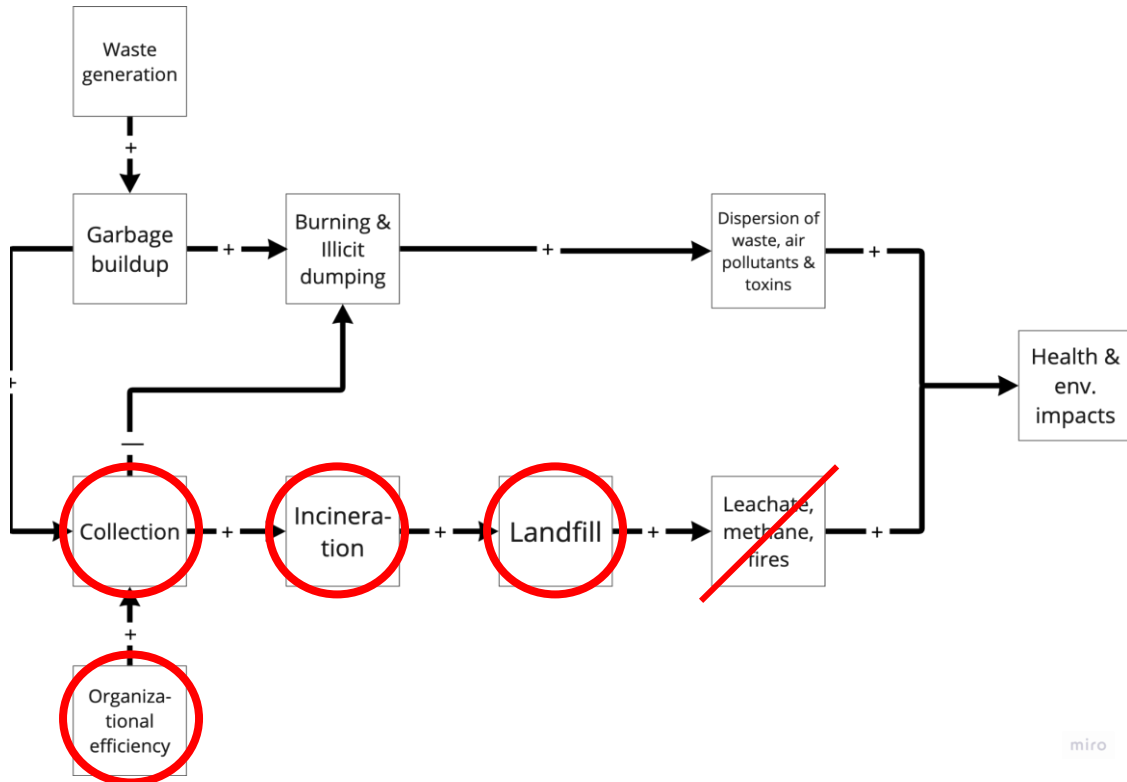 Waste
generation
+
Garbage
buildup
+
Burning &
Illicit
dumping
+
Dispersion of
waste, air
pollutants &
toxins
+
+
Health &
env.
impacts
—
Collection
+
Incinera-
tion
+
Landfill
+
Leachate,
methane,
fires
+
+
Organiza-
tional
efficiency
miro